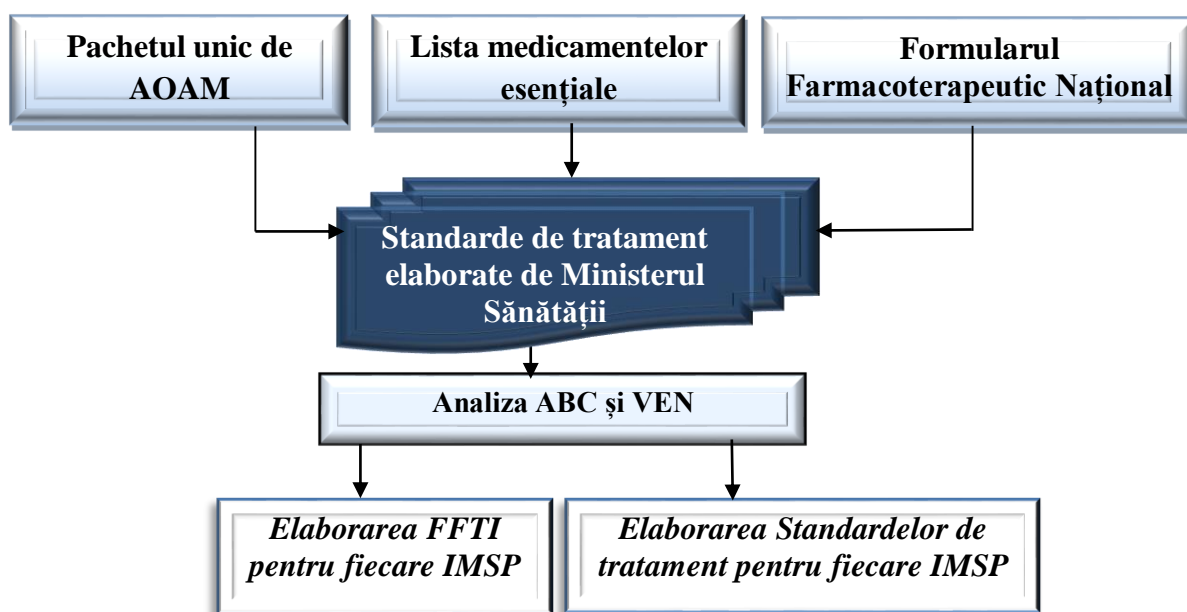 Pachetul unic de
AOAM
Lista medicamentelor
esențiale
Formularul
Farmacoterapeutic Național
Standarde de tratament
elaborate de Ministerul
Sănătății
Analiza ABC și VEN
Elaborarea FFTI
pentru fiecare IMSP
Elaborarea Standardelor de
tratament pentru fiecare IMSP